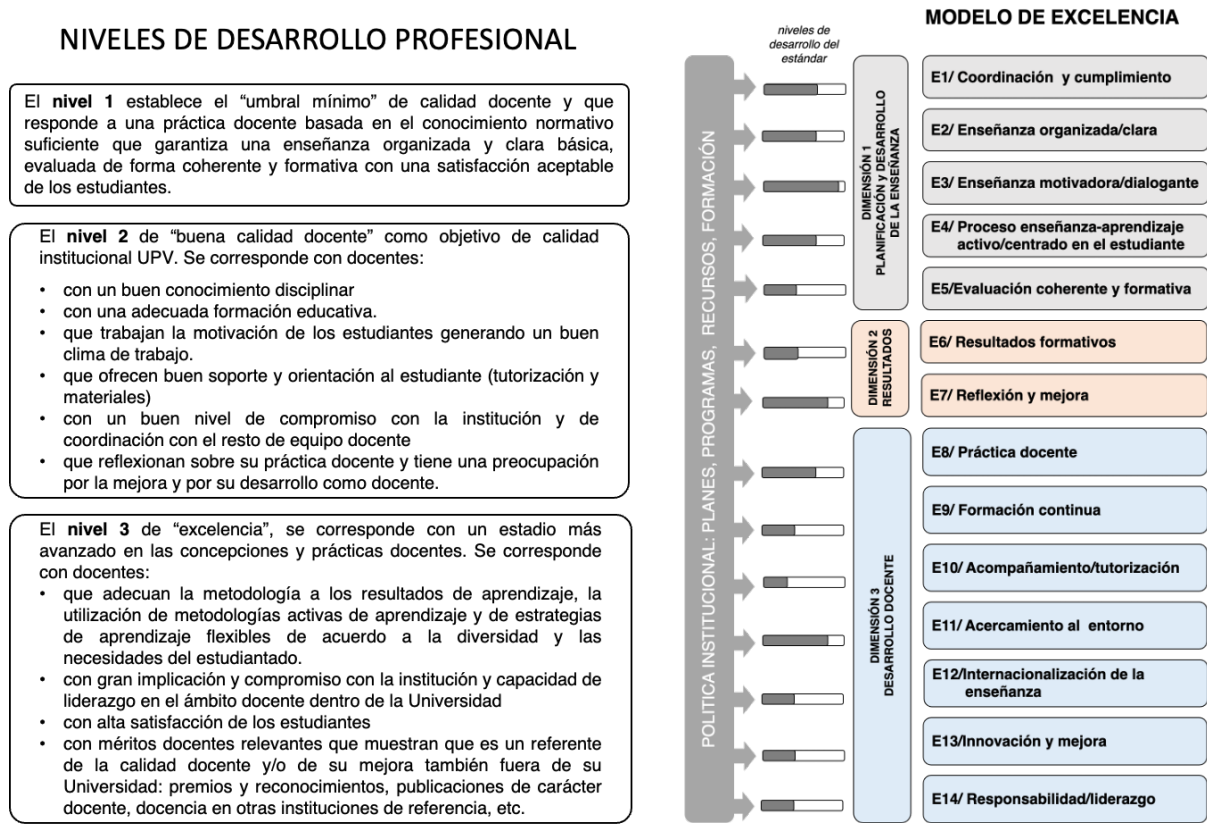 NIVELES DE DESARROLLO PROFESIONAL
El nivel 1 establece el “umbral mínimo” de calidad docente y que
responde a una práctica docente basada en el conocimiento normativo
suficiente que garantiza una enseñanza organizada y clara básica,
evaluada de forma coherente y formativa con una satisfacción aceptable
de los estudiantes.
El nivel 2 de “buena calidad docente” como objetivo de calidad
institucional UPV. Se corresponde con docentes:
• con un buen conocimiento disciplinar
• con una adecuada formación educativa.
• que trabajan la motivación de los estudiantes generando un buen
clima de trabajo.
• que ofrecen buen soporte y orientación al estudiante (tutorización y
materiales)
• con un buen nivel de compromiso con la institución y de
coordinación con el resto de equipo docente
• que reflexionan sobre su práctica docente y tiene una preocupación
por la mejora y por su desarrollo como docente.
El nivel 3 de “excelencia”, se corresponde con un estadio más
avanzado en las concepciones y prácticas docentes. Se corresponde
con docentes:
• que adecuan la metodología a los resultados de aprendizaje, la
utilización de metodologías activas de aprendizaje y de estrategias
de aprendizaje flexibles de acuerdo a la diversidad y las
necesidades del estudiantado.
• con gran implicación y compromiso con la institución y capacidad de
liderazgo en el ámbito docente dentro de la Universidad
• con alta satisfacción de los estudiantes
• con méritos docentes relevantes que muestran que es un referente
de la calidad docente y/o de su mejora también fuera de su
Universidad: premios y reconocimientos, publicaciones de carácter
docente, docencia en otras instituciones de referencia, etc.
MODELO DE EXCELENCIA
niveles de
desarrollo del
estándar
POLITICA INSTITUCIONAL: PLANES, PROGRAMAS, RECURSOS, FORMACIÓN
DIMENSIÓN 1
PLANIFICACIÓN y DESARROLLO
DE LA ENSEÑANZA
E1/ Coordinación y cumplimiento
E2/ Enseñanza organizada/clara
E3/ Enseñanza motivadora/dialogante
E4/ Proceso enseñanza-aprendizaje
activo/centrado en el estudiante
E5/Evaluación coherente y formativa
DIMENSIÓN 2
RESULTADOS
E6/ Resultados formativos
E7/ Reflexión y mejora
DIMENSIÓN 3
DESARROLLO DOCENTE
E8/ Práctica docente
E9/ Formación continua
E10/ Acompañamiento/tutorización
E11/ Acercamiento al entorno
E12/Internacionalización de la
enseñanza
E13/Innovación y mejora
E14/ Responsabilidad/liderazgo